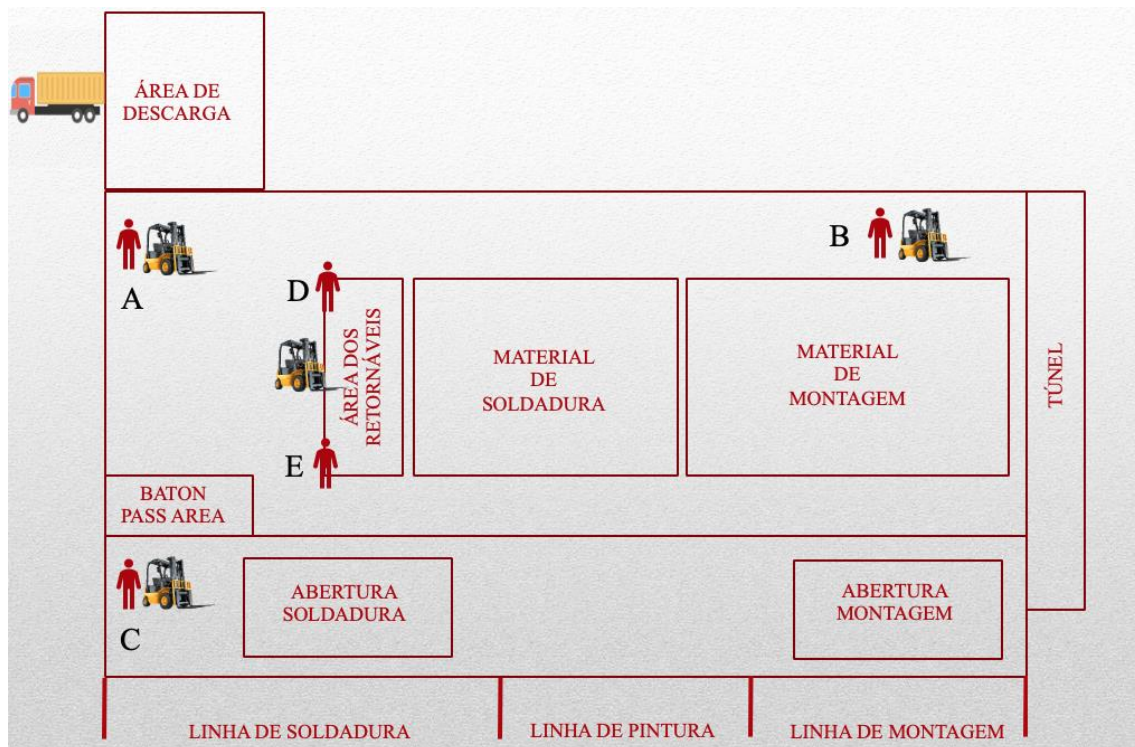 ÁREA DE
DESCARGA
A
B
D
E
ÁREA DOS
RETORNÁVEIS
MATERIAL
DE
SOLDADURA
MATERIAL
DE
MONTAGEM
TÚNEL
BATON
PASS AREA
C
ABERTURA
SOLDADURA
ABERTURA
MONTAGEM
LINHA DE SOLDADURA
LINHA DE PINTURA
LINHA DE MONTAGEM